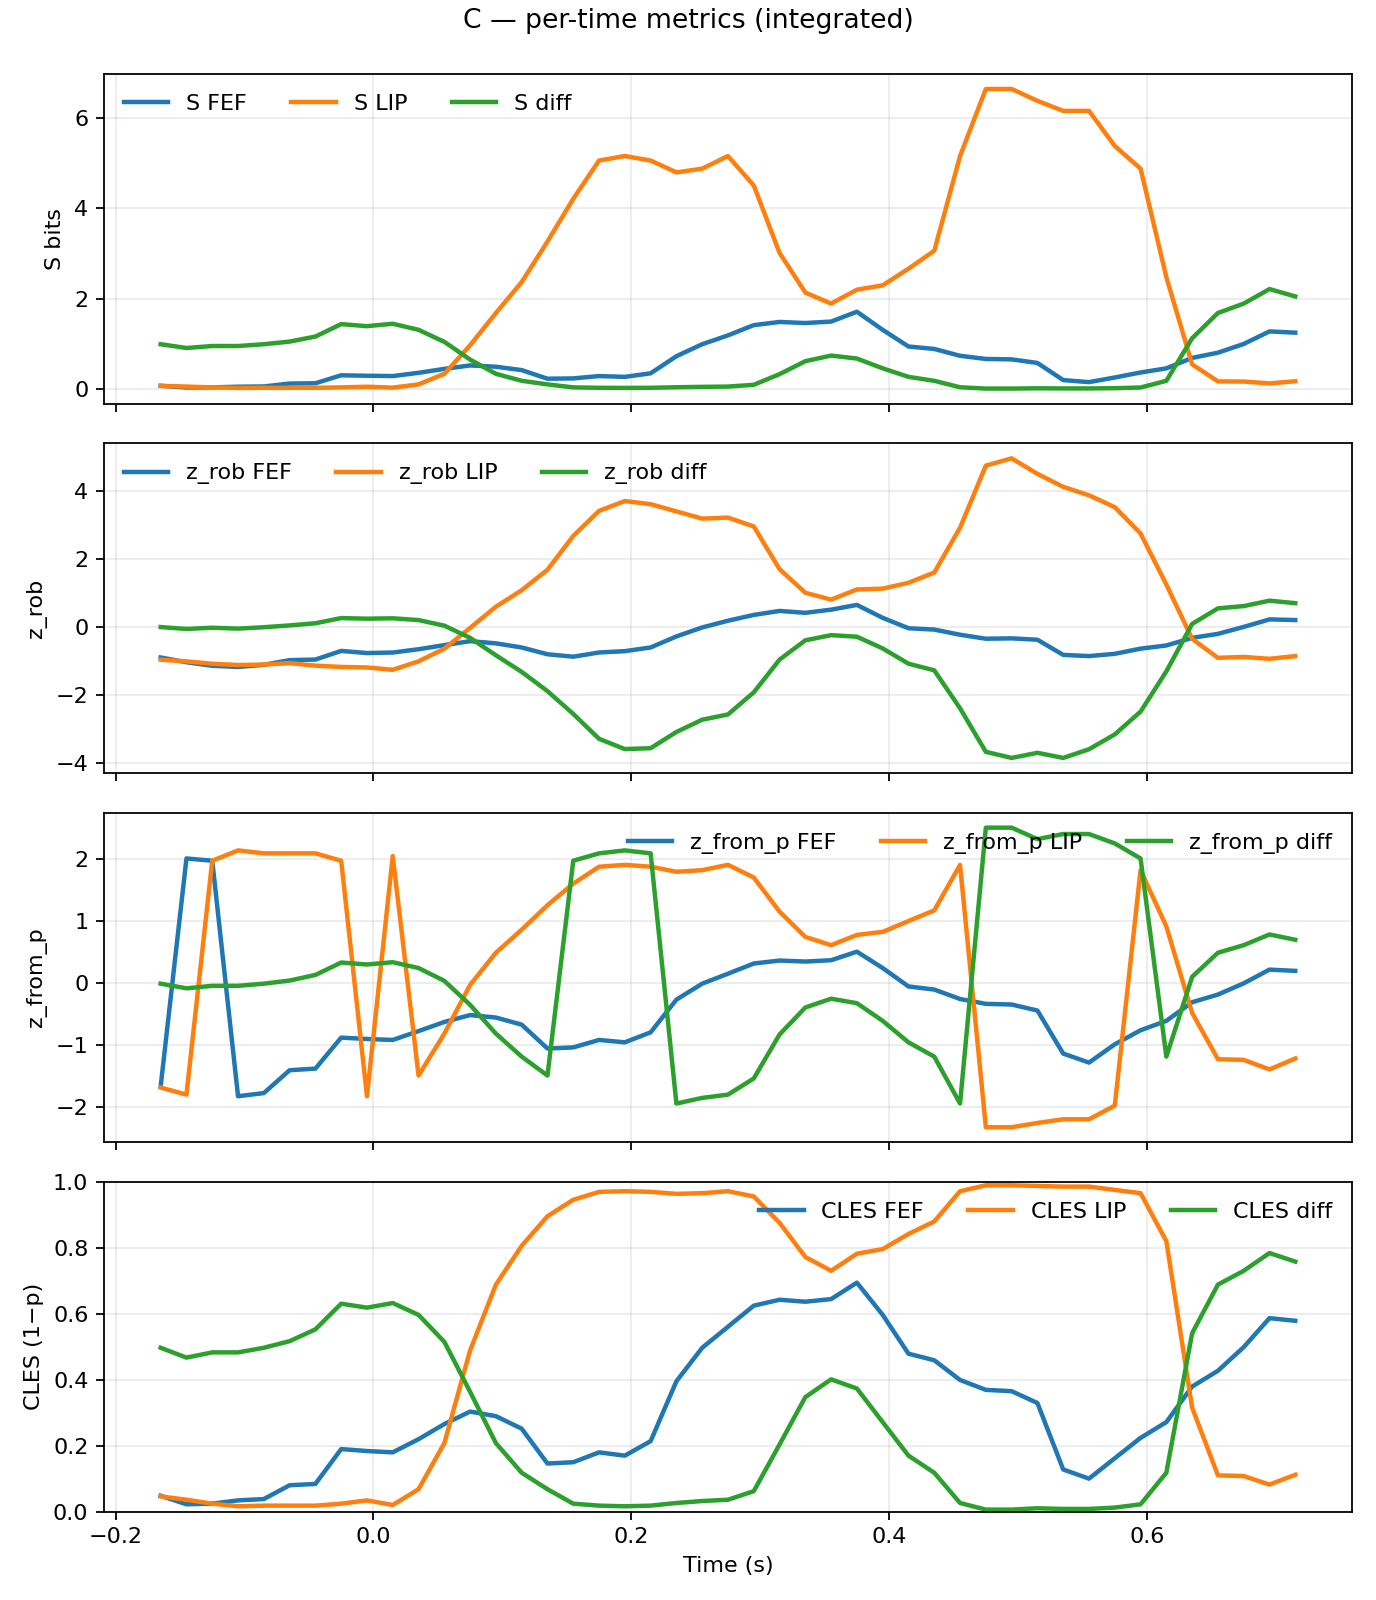 C — per-time metrics (integrated)
S FEF S LIP S diff
6
4
2
0
S bits
z_rob FEF z_rob LIP z_rob diff
4
2
0
−2
−4
z_rob
z_from_p FEF z_from_p LIP z_from_p diff
2
1
0
−1
−2
z_from_p
CLES FEF CLES LIP CLES diff
1.0
0.8
0.6
0.4
0.2
0.0
CLES (1−p)
−0.2 0.0 0.2 0.4 0.6
Time (s)